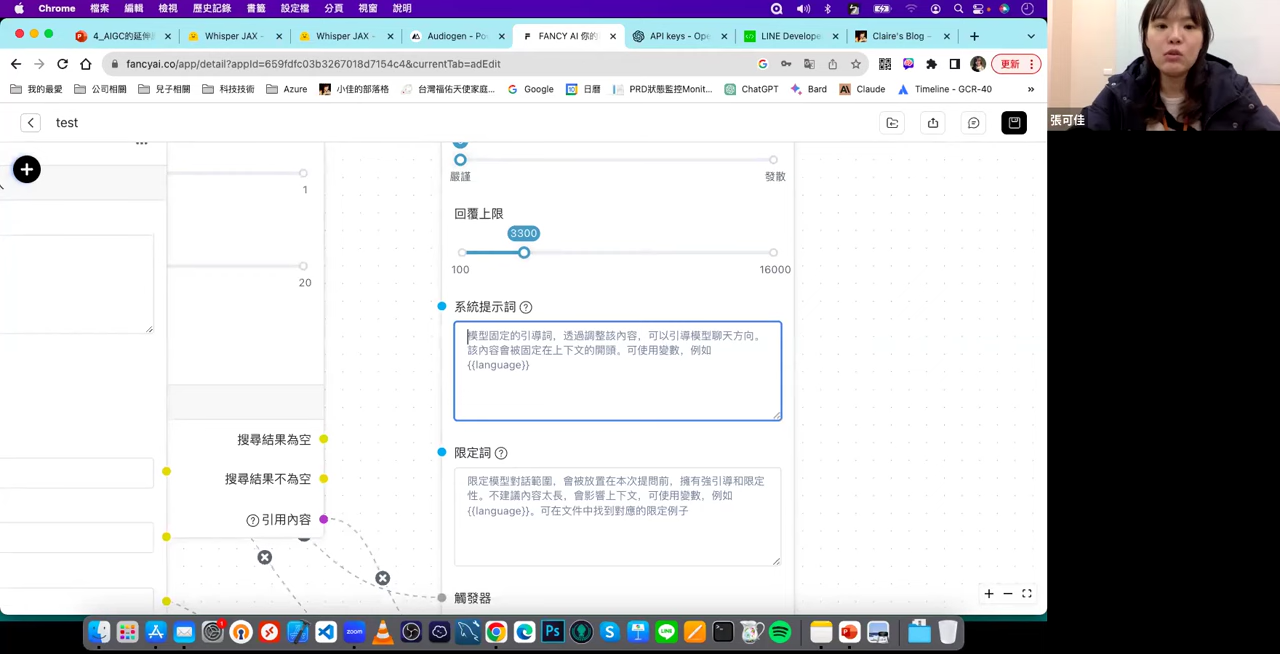 Chrome 檔案 編輯 檢視 歷史記錄 書籤 設定檔 分頁 視窗 說明
4_AIGC的延伸 Whisper JAX - Whisper JAX - Audiogen - Po FANCY AI 你的 API keys - Ope LINE Develope Claire's Blog –
fancyai.co/app/detail?appId=659fdfc03b3267018d7154c4&currentTab=adEdit 更新
我的最愛 公司相關 兒子相關 科技技術 Azure 小佳的部落格 台灣福佑天使家庭... Google 日曆 PRD狀態監控Monit... ChatGPT Bard Claude Timeline - GCR-40 »
張可佳
test
1
嚴謹 發散
回覆上限
3300
100 16000
20
系統提示詞
模型固定的引導詞，透過調整該內容，可以引導模型聊天方向。
該內容會被固定在上下文的開頭。可使用變數，例如
{{language}}
搜尋結果為空
搜尋結果不為空
引用內容
限定詞
限定模型對話範圍，會被放置在本次提問前，擁有強引導和限定
性。不建議內容太長，會影響上下文，可使用變數，例如
{{language}}。可在文件中找到對應的限定例子
觸發器
zoom
Ps
LINE